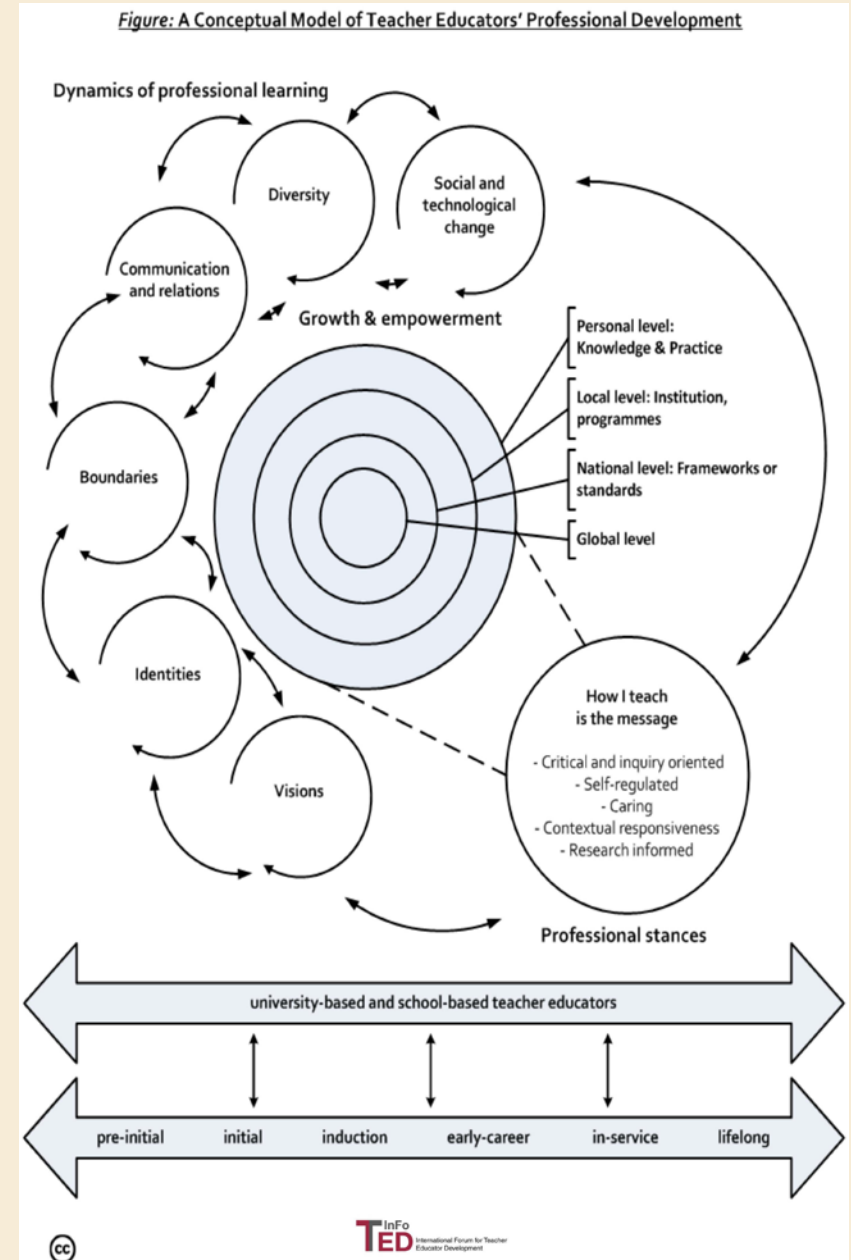 Figure: A Conceptual Model of Teacher Educators' Professional Development
Dynamics of professional learning
Diversity
Social and
technological
change
Communication
and relations
Growth & empowerment
Personal level:
Knowledge & Practice
Local level: Institution,
programmes
National level: Frameworks or
standards
Global level
Boundaries
Identities
Visions
How I teach
is the message
- Critical and inquiry oriented
- Self-regulated
- Caring
- Contextual responsiveness
- Research informed
Professional stances
university-based and school-based teacher educators
pre-initial initial induction early-career in-service lifelong
cc
InFo
TED
International Forum for Teacher
Educator Development